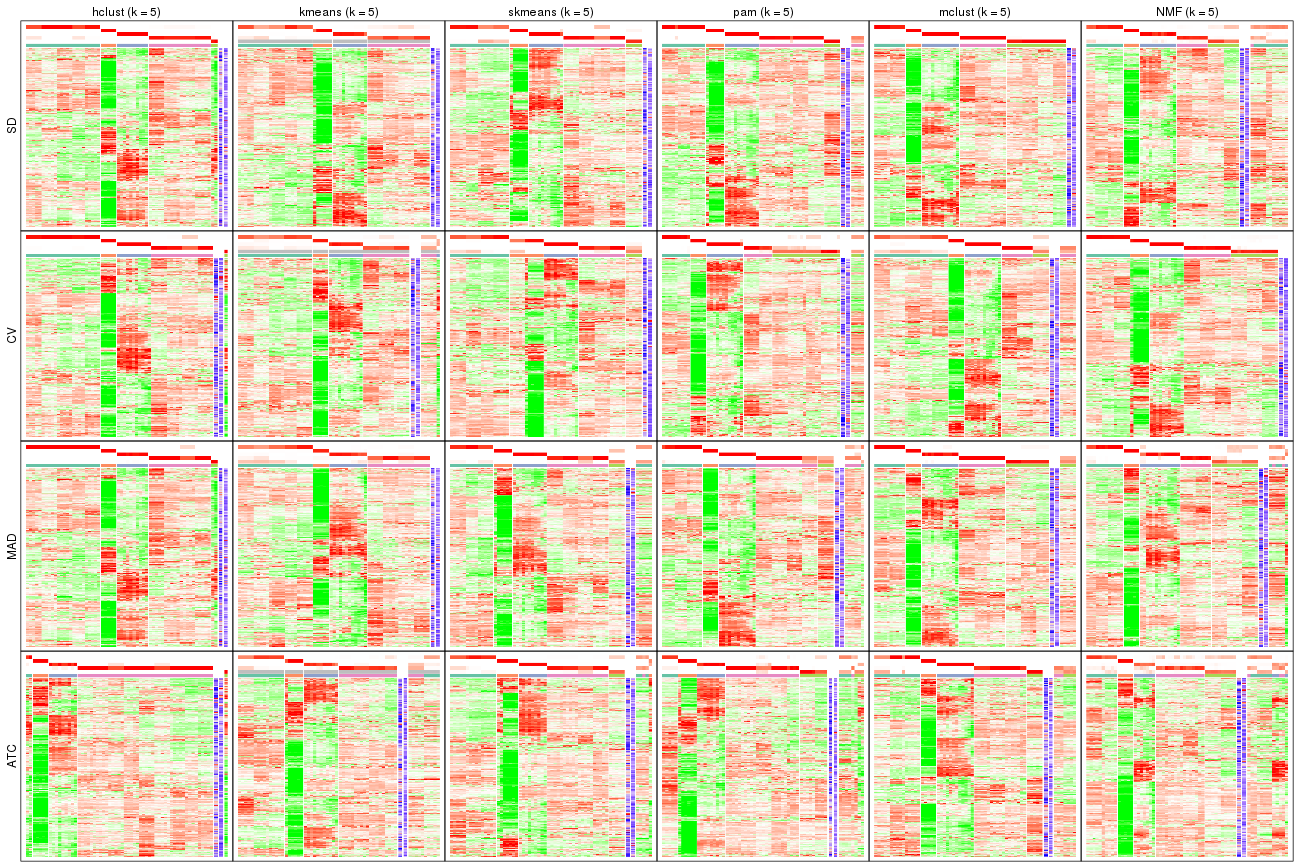 hclust (k = 5) kmeans (k = 5) skmeans (k = 5) pam (k = 5) mclust (k = 5) NMF (k = 5)
SD
CV
MAD
ATC